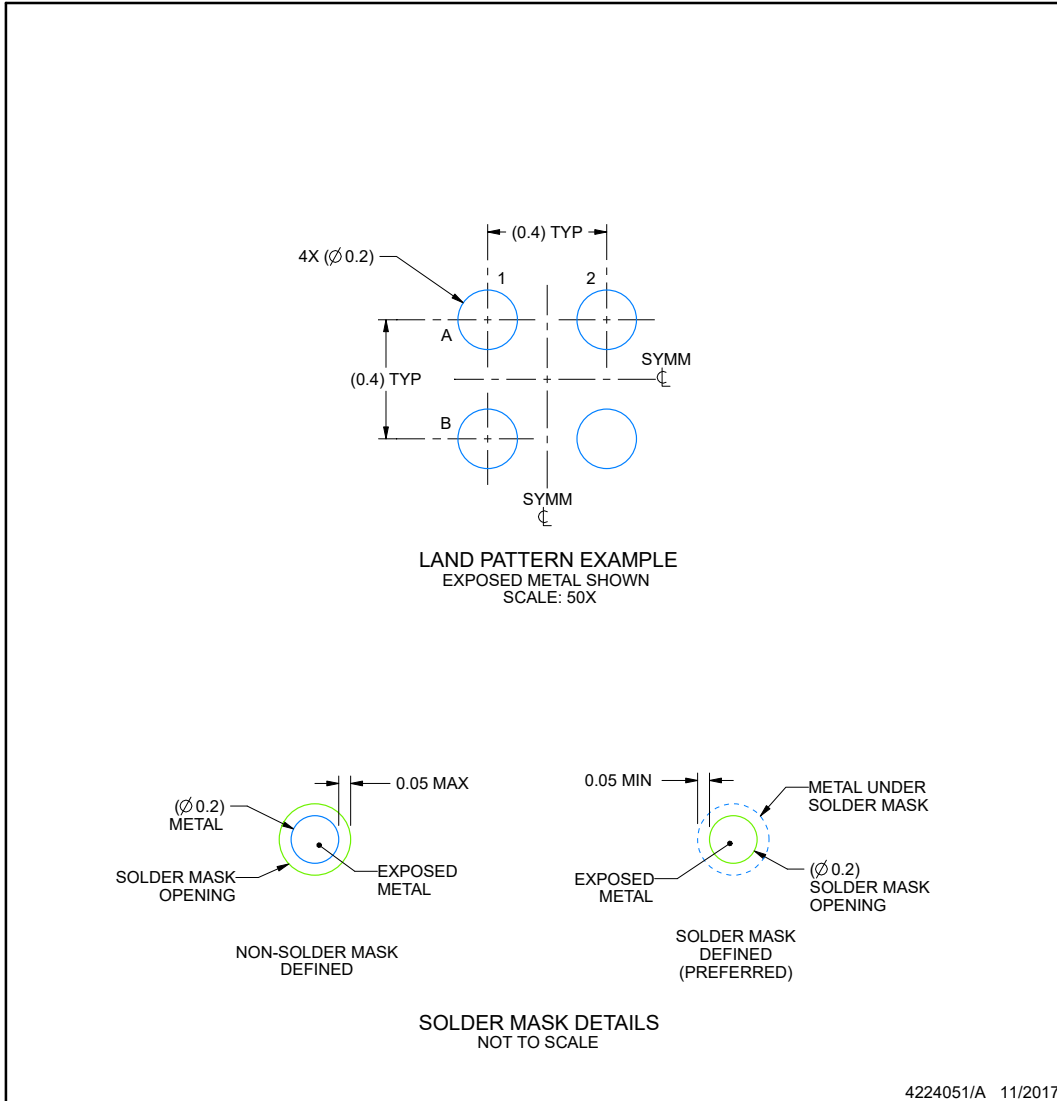 (0.4) TYP
4X (∅ 0.2)
1
2
A
SYMM
℄
(0.4) TYP
B
SYMM
℄
LAND PATTERN EXAMPLE
EXPOSED METAL SHOWN
SCALE: 50X
0.05 MAX
(∅ 0.2)
METAL
SOLDER MASK
OPENING
EXPOSED
METAL
NON-SOLDER MASK
DEFINED
0.05 MIN
METAL UNDER
SOLDER MASK
EXPOSED
METAL
(∅ 0.2)
SOLDER MASK
OPENING
SOLDER MASK
DEFINED
(PREFERRED)
SOLDER MASK DETAILS
NOT TO SCALE
4224051/A 11/2017